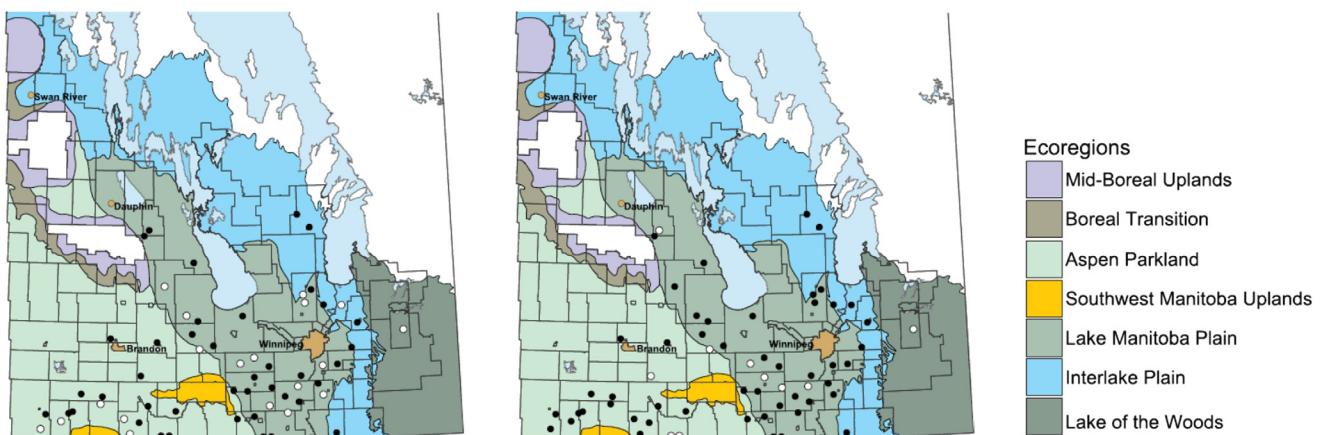 Swan River
Dauphin
Winnipeg
Brandon
Swan River
Dauphin
Winnipeg
Brandon
Ecoregions
Mid-Boreal Uplands
Boreal Transition
Aspen Parkland
Southwest Manitoba Uplands
Lake Manitoba Plain
Interlake Plain
Lake of the Woods